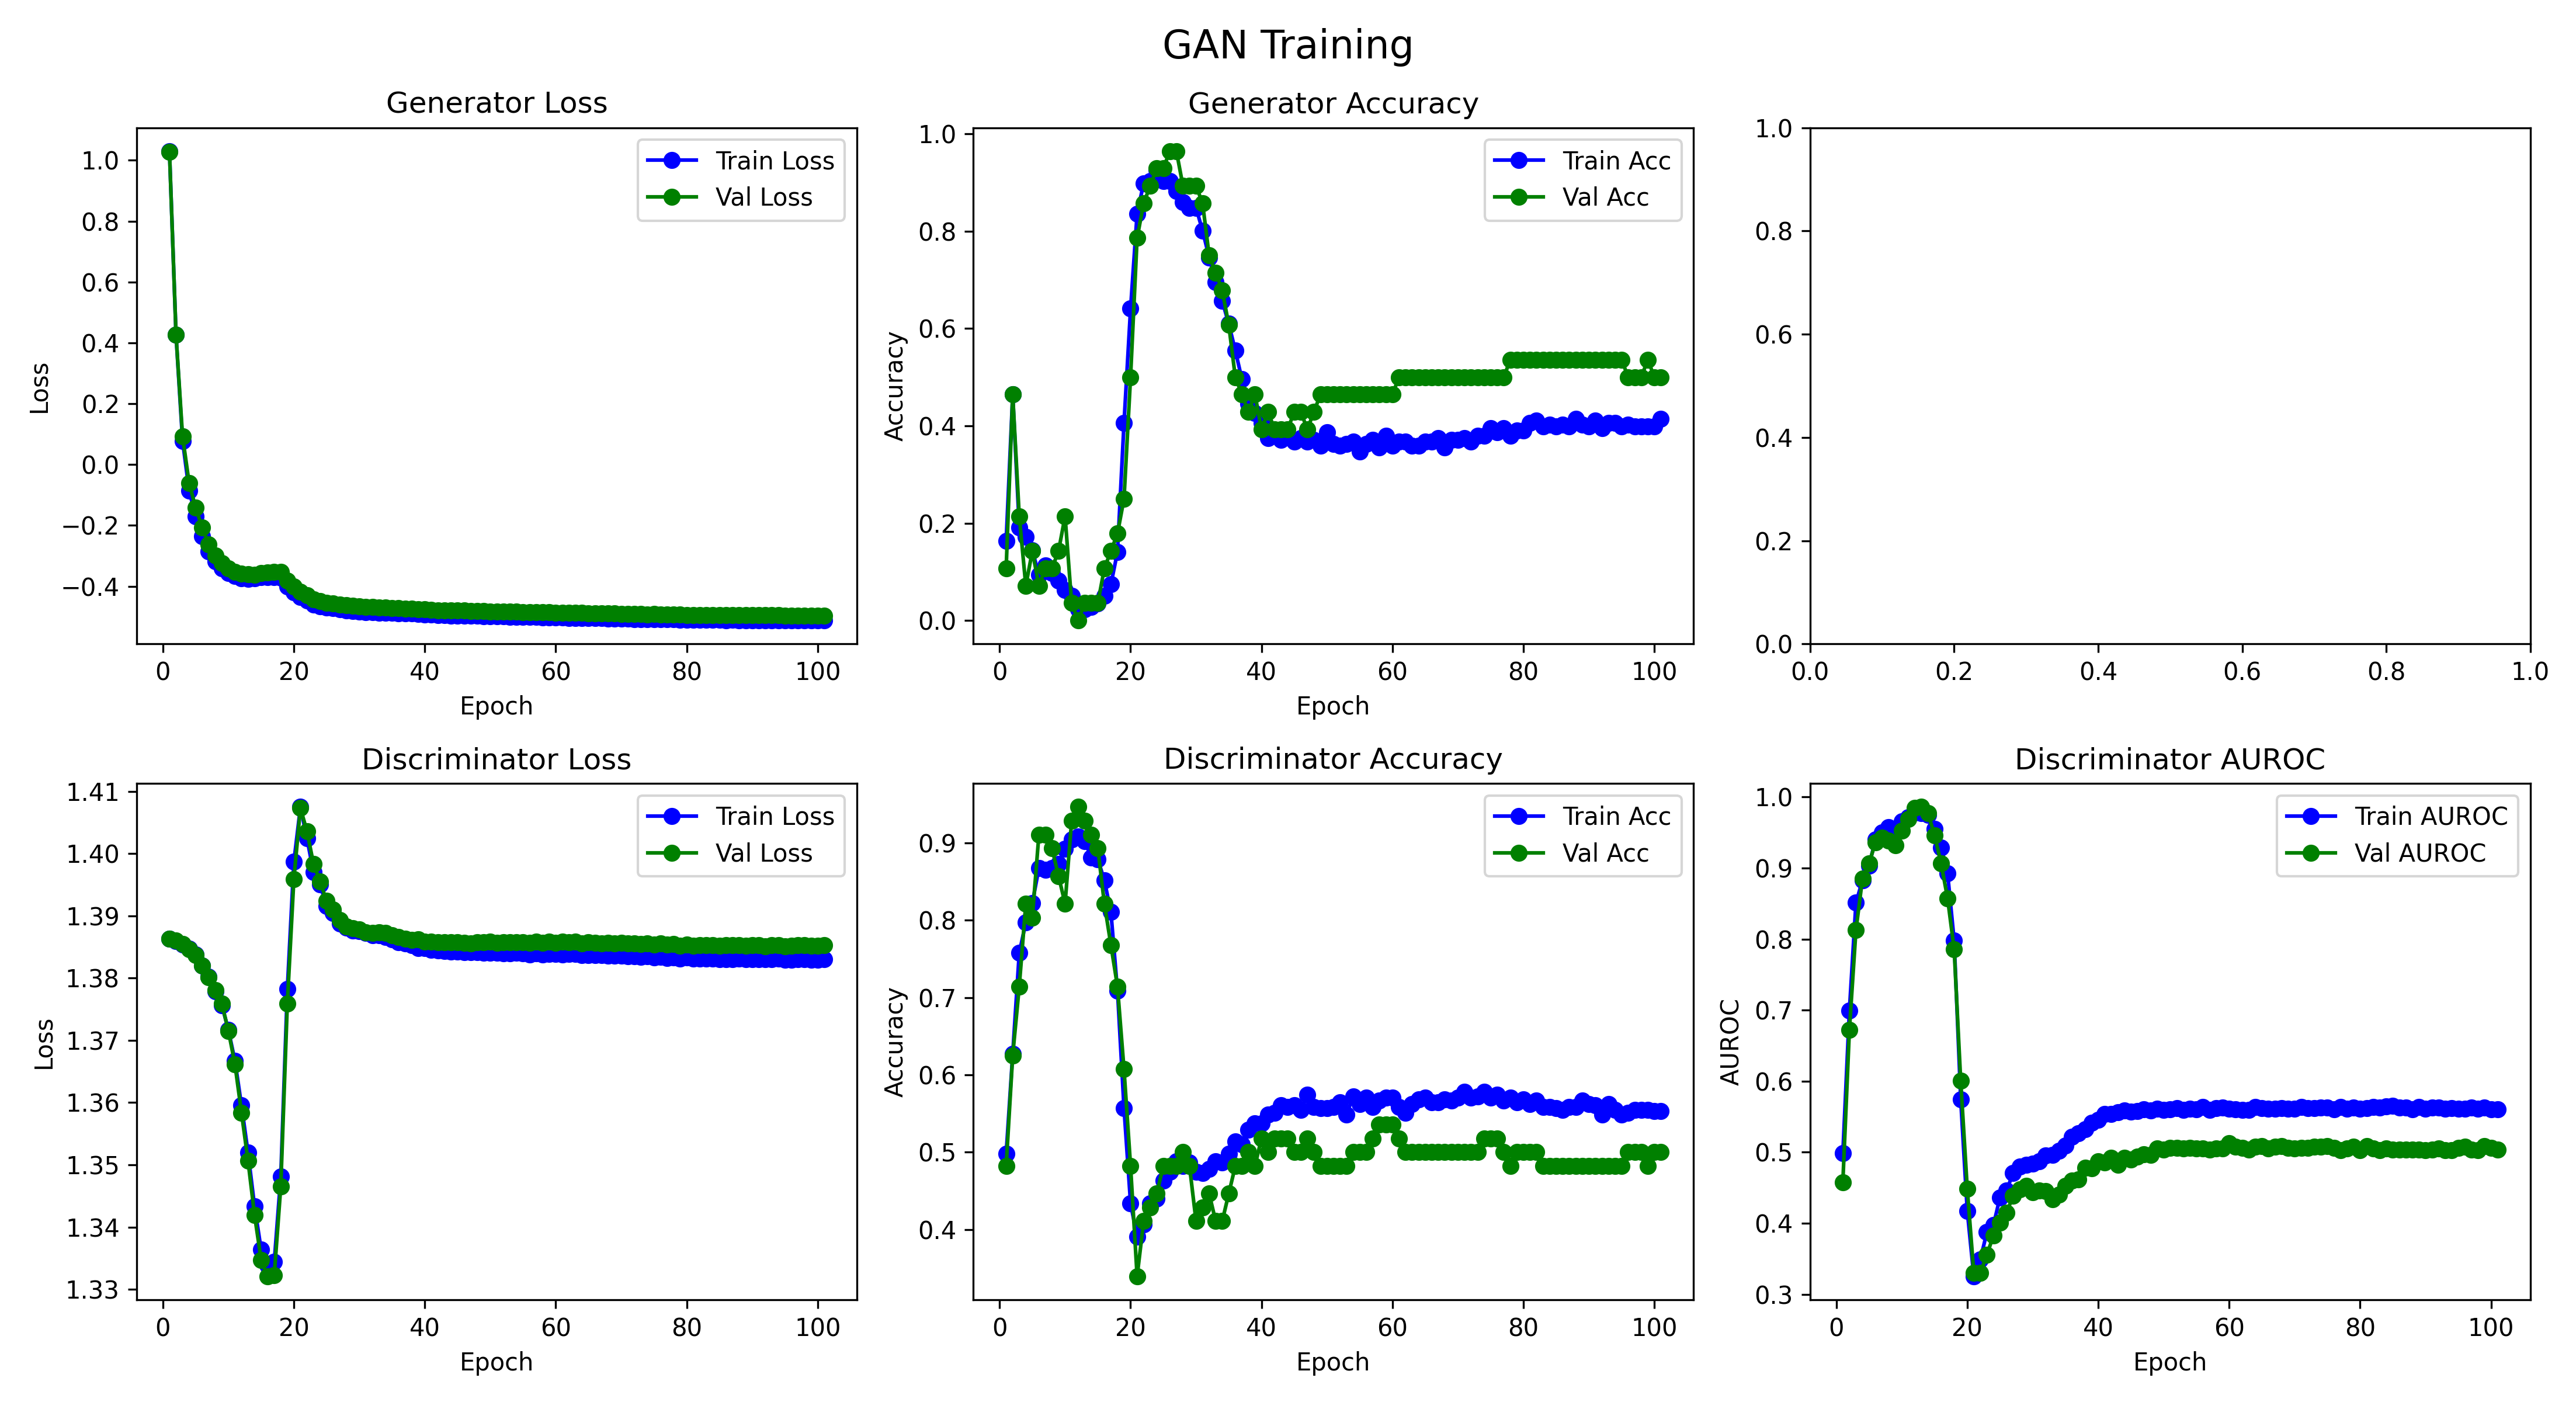 GAN Training
Generator Loss
1.0
0.8
0.6
0.4
0.2
0.0
−0.2
−0.4
Loss
0 20 40 60 80 100
Epoch
Train Loss
Val Loss
Generator Accuracy
1.0
0.8
0.6
0.4
0.2
0.0
Accuracy
0 20 40 60 80 100
Epoch
Train Acc
Val Acc
1.0
0.8
0.6
0.4
0.2
0.0
0.0 0.2 0.4 0.6 0.8 1.0
Discriminator Loss
1.41
1.40
1.39
1.38
1.37
1.36
1.35
1.34
1.33
Loss
0 20 40 60 80 100
Epoch
Train Loss
Val Loss
Discriminator Accuracy
0.9
0.8
0.7
0.6
0.5
0.4
Accuracy
0 20 40 60 80 100
Epoch
Train Acc
Val Acc
Discriminator AUROC
1.0
0.9
0.8
0.7
0.6
0.5
0.4
0.3
AUROC
0 20 40 60 80 100
Epoch
Train AUROC
Val AUROC